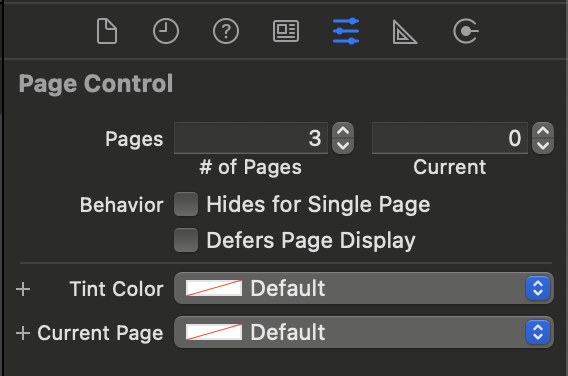 Page Control
Pages 3 0
# of Pages Current
Behavior Hides for Single Page
Defers Page Display
+ Tint Color Default
+ Current Page Default